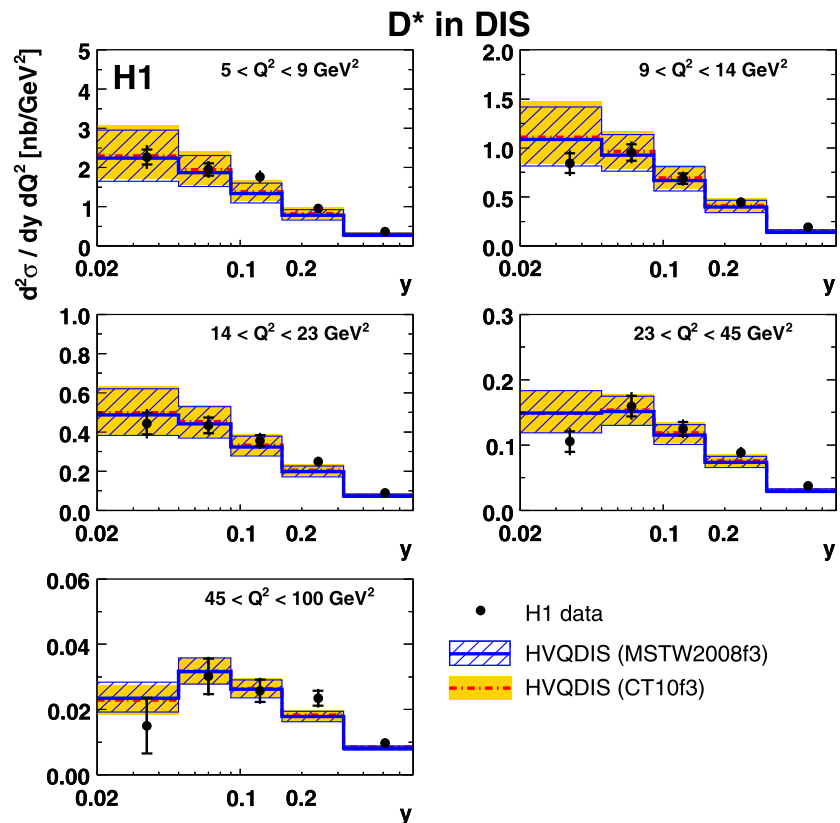 D* in DIS
d²σ / dy dQ² [nb/GeV²]
H1
5 < Q² < 9 GeV²
5
4
3
2
1
0
0.02
0.1
0.2
y
9 < Q² < 14 GeV²
2.0
1.5
1.0
0.5
0.0
0.02
0.1
0.2
y
14 < Q² < 23 GeV²
1.0
0.8
0.6
0.4
0.2
0.0
0.02
0.1
0.2
y
23 < Q² < 45 GeV²
0.3
0.2
0.1
0.0
0.02
0.1
0.2
y
45 < Q² < 100 GeV²
0.06
0.04
0.02
0.00
0.02
0.1
0.2
y
H1 data
HVQDIS (MSTW2008f3)
HVQDIS (CT10f3)